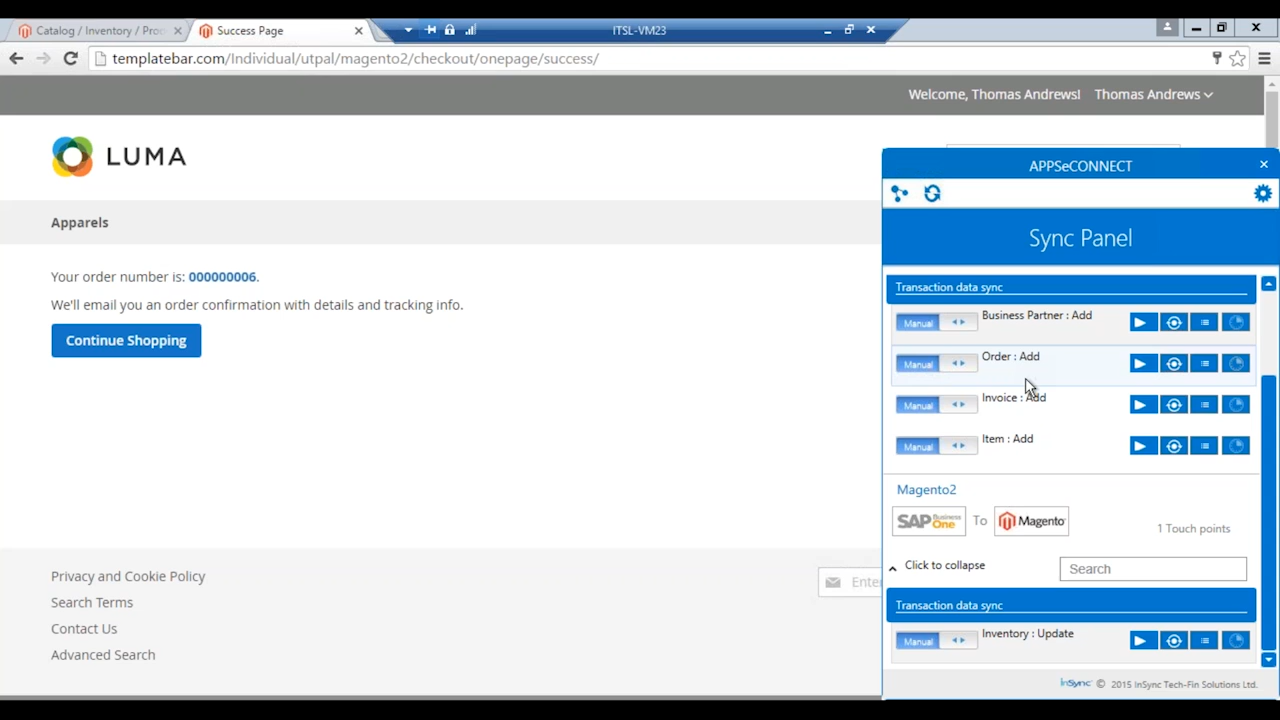 Catalog / Inventory / Pro
Success Page
ITSL-VM23
templatebar.com/Individual/utpal/magento2/checkout/onepage/success/
Welcome, Thomas Andrews!
Thomas Andrews
LUMA
Apparels
Your order number is: 000000006.
We'll email you an order confirmation with details and tracking info.
Continue Shopping
Privacy and Cookie Policy
Search Terms
Contact Us
Advanced Search
Enter
APPSeCONNECT
Sync Panel
Transaction data sync
Manual
Business Partner : Add
Manual
Order : Add
Manual
Invoice : Add
Manual
Item : Add
Magento2
SAP Business One
To
Magento
1 Touch points
Click to collapse
Search
Transaction data sync
Manual
Inventory : Update
InSync © 2015 InSync Tech-Fin Solutions Ltd.